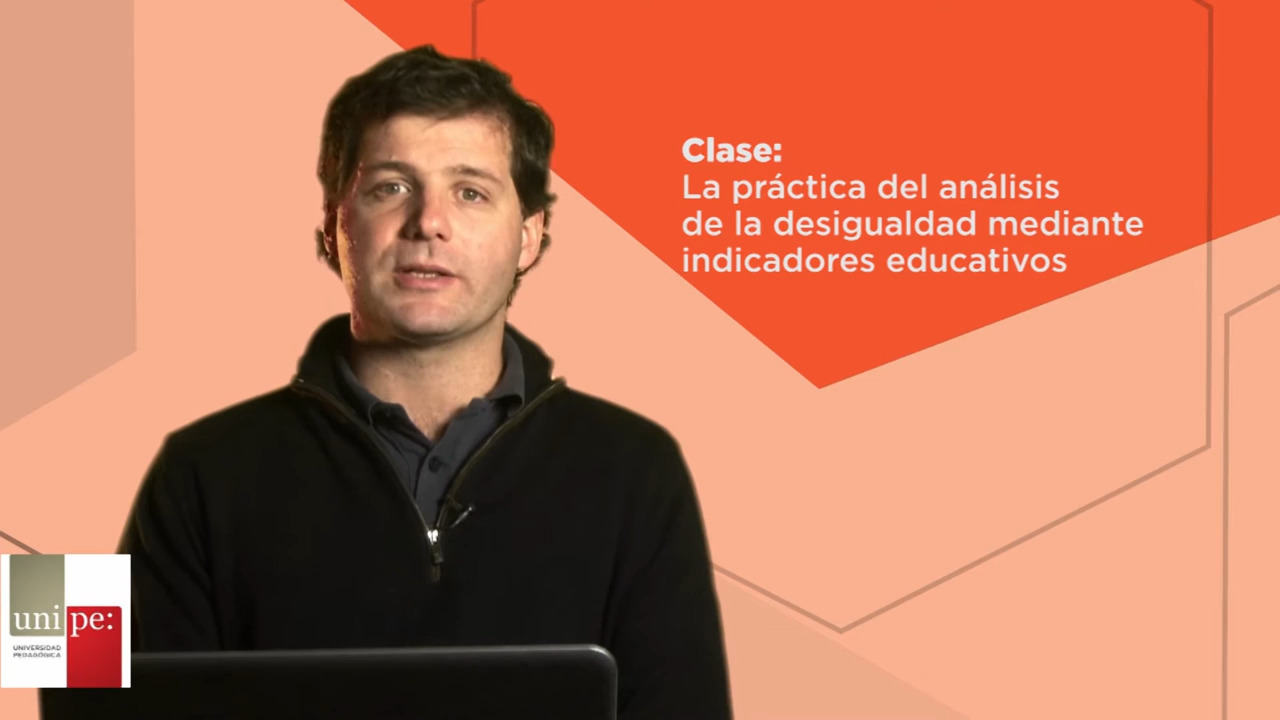 Clase:
La práctica del análisis
de la desigualdad mediante
indicadores educativos
uni pe:
UNIVERSIDAD
PEDAGÓGICA